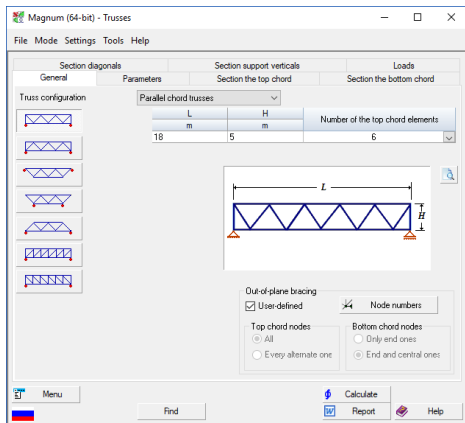 Magnum (64-bit) - Trusses
File Mode Settings Tools Help
Section diagonals Section support verticals Loads
General Parameters Section the top chord Section the bottom chord
Truss configuration Parallel chord trusses
L H Number of the top chord elements
m m
18 5 6
L
H
Out-of-plane bracing
User-defined Node numbers
Top chord nodes Bottom chord nodes
All Only end ones
Every alternate one End and central ones
Menu Calculate
Find Report Help